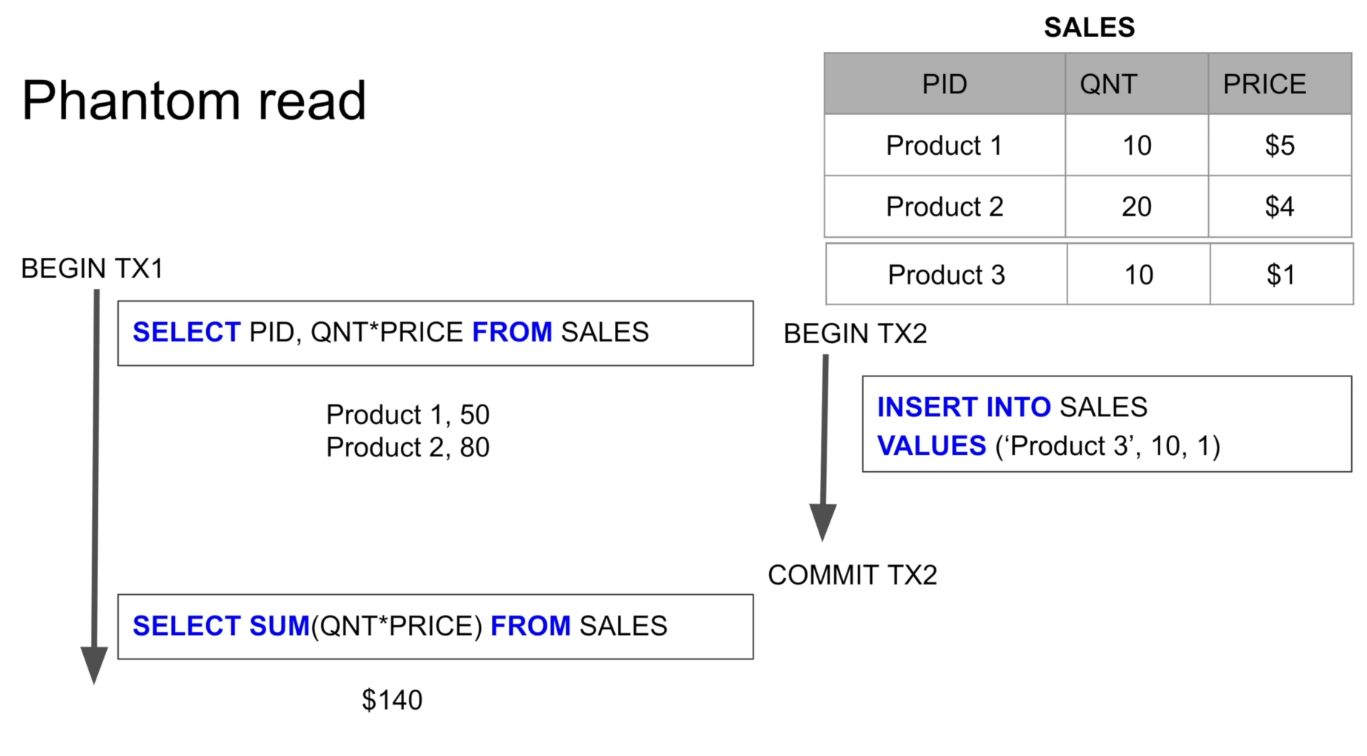 Phantom read
SALES
PID QNT PRICE
Product 1 10 $5
Product 2 20 $4
Product 3 10 $1
BEGIN TX1
SELECT PID, QNT*PRICE FROM SALES
Product 1, 50
Product 2, 80
BEGIN TX2
INSERT INTO SALES
VALUES (‘Product 3’, 10, 1)
COMMIT TX2
SELECT SUM(QNT*PRICE) FROM SALES
$140